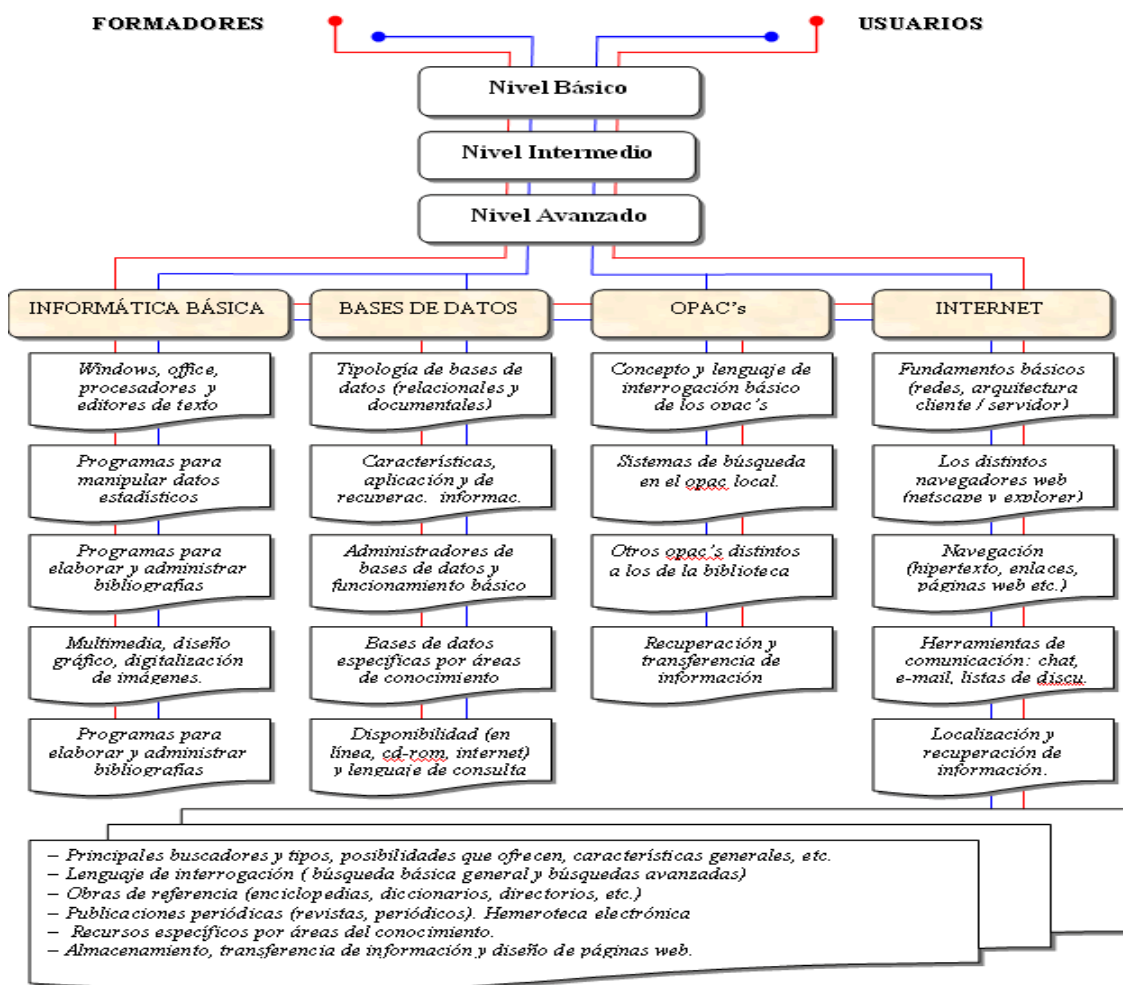 FORMADORES
USUARIOS
Nivel Básico
Nivel Intermedio
Nivel Avanzado
INFORMÁTICA BÁSICA
Windows, office,
procesadores y
editores de texto
Programas para
manipular datos
estadísticos
Programas para
elaborar y administrar
bibliografías
Multimedia, diseño
gráfico, digitalización
de imágenes.
Programas para
elaborar y administrar
bibliografías
BASES DE DATOS
Tipología de bases de
datos (relacionales y
documentales)
Características,
aplicación y de
recuperac. informac.
Administradores de
bases de datos y
funcionamiento básico
Bases de datos
específicas por áreas
de conocimiento
Disponibilidad (en
línea, cd-rom, internet)
y lenguaje de consulta
OPAC's
Concepto y lenguaje de
interrogación básico
de los opac's
Sistemas de búsqueda
en el opac local.
Otros opac's distintos
a los de la biblioteca
Recuperación y
transferencia de
información
INTERNET
Fundamentos básicos
(redes, arquitectura
cliente / servidor)
Los distintos
navegadores web
(netscape y explorer)
Navegación
(hipertexto, enlaces,
páginas web etc.)
Herramientas de
comunicación: chat,
e-mail, listas de discu.
Localización y
recuperación de
información.
– Principales buscadores y tipos, posibilidades que ofrecen, características generales, etc.
– Lenguaje de interrogación ( búsqueda básica general y búsquedas avanzadas)
– Obras de referencia (enciclopedias, diccionarios, directorios, etc.)
– Publicaciones periódicas (revistas, periódicos). Hemeroteca electrónica
– Recursos específicos por áreas del conocimiento.
– Almacenamiento, transferencia de información y diseño de páginas web.